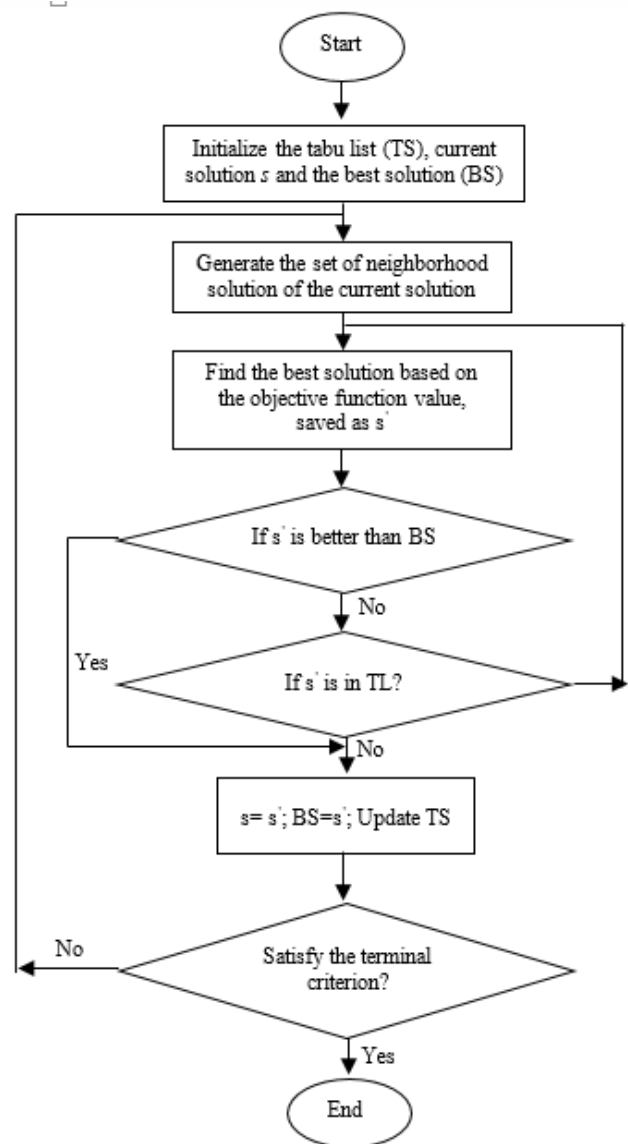 Start
Initialize the tabu list (TS), current
solution s and the best solution (BS)
Generate the set of neighborhood
solution of the current solution
Find the best solution based on
the objective function value,
saved as s'
If s' is better than BS
No
Yes
If s' is in TL?
No
s= s'; BS=s'; Update TS
No
Satisfy the terminal
criterion?
Yes
End